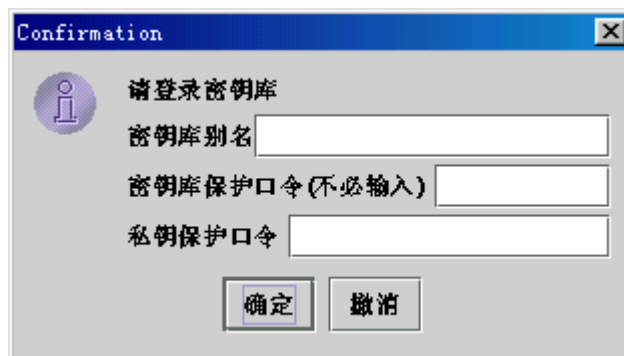 Confirmation
请登录密钥库
密钥库别名
密钥库保护口令(不必输入)
私钥保护口令
确定 撤消